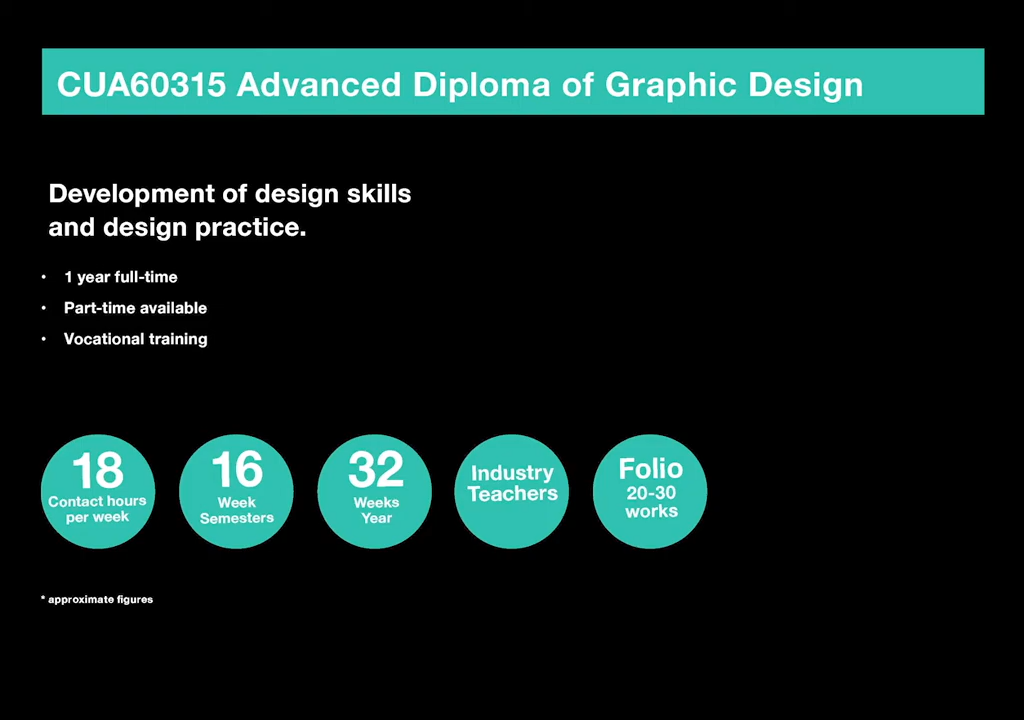 CUA60315 Advanced Diploma of Graphic Design
Development of design skills
and design practice.
• 1 year full-time
• Part-time available
• Vocational training
18
Contact hours
per week
16
Week
Semesters
32
Weeks
Year
Industry
Teachers
Folio
20-30
works
* approximate figures